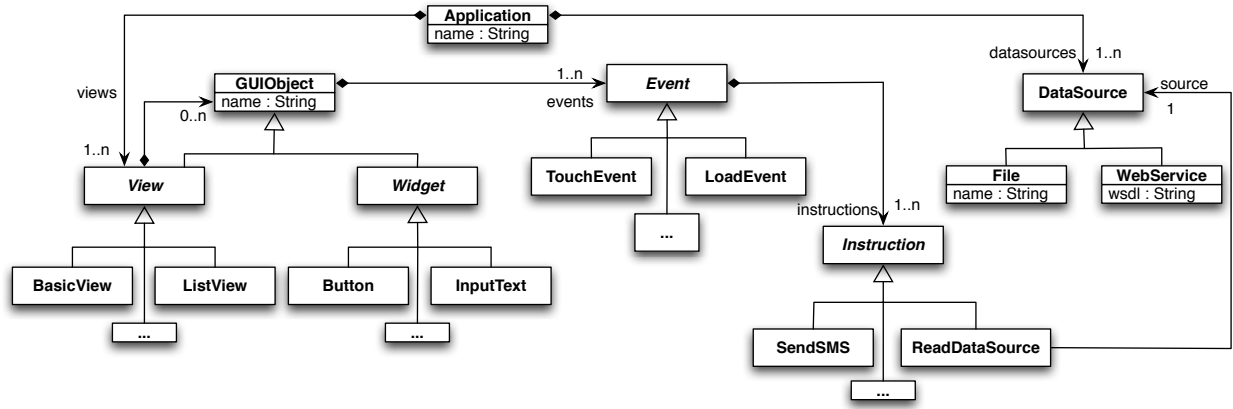 Application
name : String
datasources
1..n
views
GUIObject
name : String
0..n
1..n
events
Event
DataSource
source
1
1..n
View
Widget
TouchEvent
LoadEvent
File
name : String
WebService
wsdl : String
...
instructions
1..n
Instruction
BasicView
ListView
Button
InputText
...
...
SendSMS
ReadDataSource
...